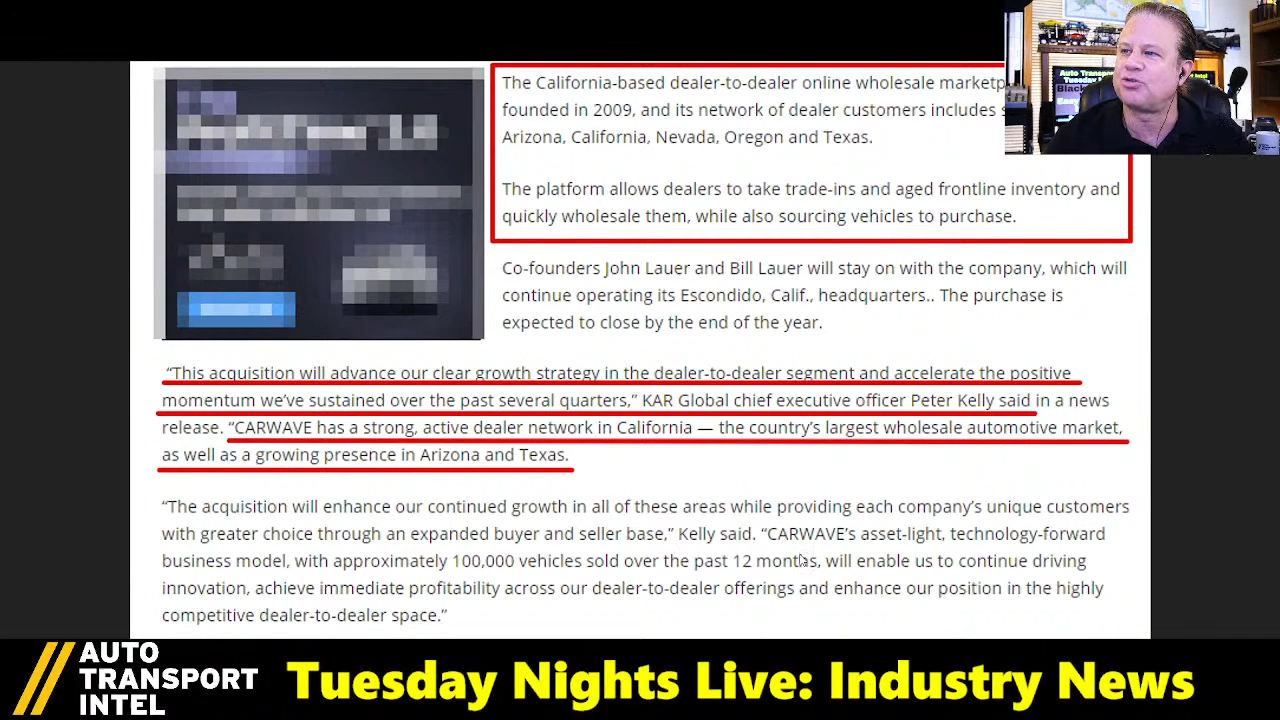 The California-based dealer-to-dealer online wholesale
founded in 2009, and its network of dealer customers includes
Arizona, California, Nevada, Oregon and Texas.
The platform allows dealers to take trade-ins and aged frontline inventory and
quickly wholesale them, while also sourcing vehicles to purchase.
Co-founders John Lauer and Bill Lauer will stay on with the company, which will
continue operating its Escondido, Calif., headquarters.. The purchase is
expected to close by the end of the year.
“This acquisition will advance our clear growth strategy in the dealer-to-dealer segment and accelerate the positive
momentum we’ve sustained over the past several quarters,” KAR Global chief executive officer Peter Kelly said in a news
release. “CARWAVE has a strong, active dealer network in California — the country’s largest wholesale automotive market,
as well as a growing presence in Arizona and Texas.
“The acquisition will enhance our continued growth in all of these areas while providing each company’s unique customers
with greater choice through an expanded buyer and seller base,” Kelly said. “CARWAVE’s asset-light, technology-forward
business model, with approximately 100,000 vehicles sold over the past 12 months, will enable us to continue driving
innovation, achieve immediate profitability across our dealer-to-dealer offerings and enhance our position in the highly
competitive dealer-to-dealer space.”
AUTO
TRANSPORT
INTEL
Tuesday Nights Live: Industry News